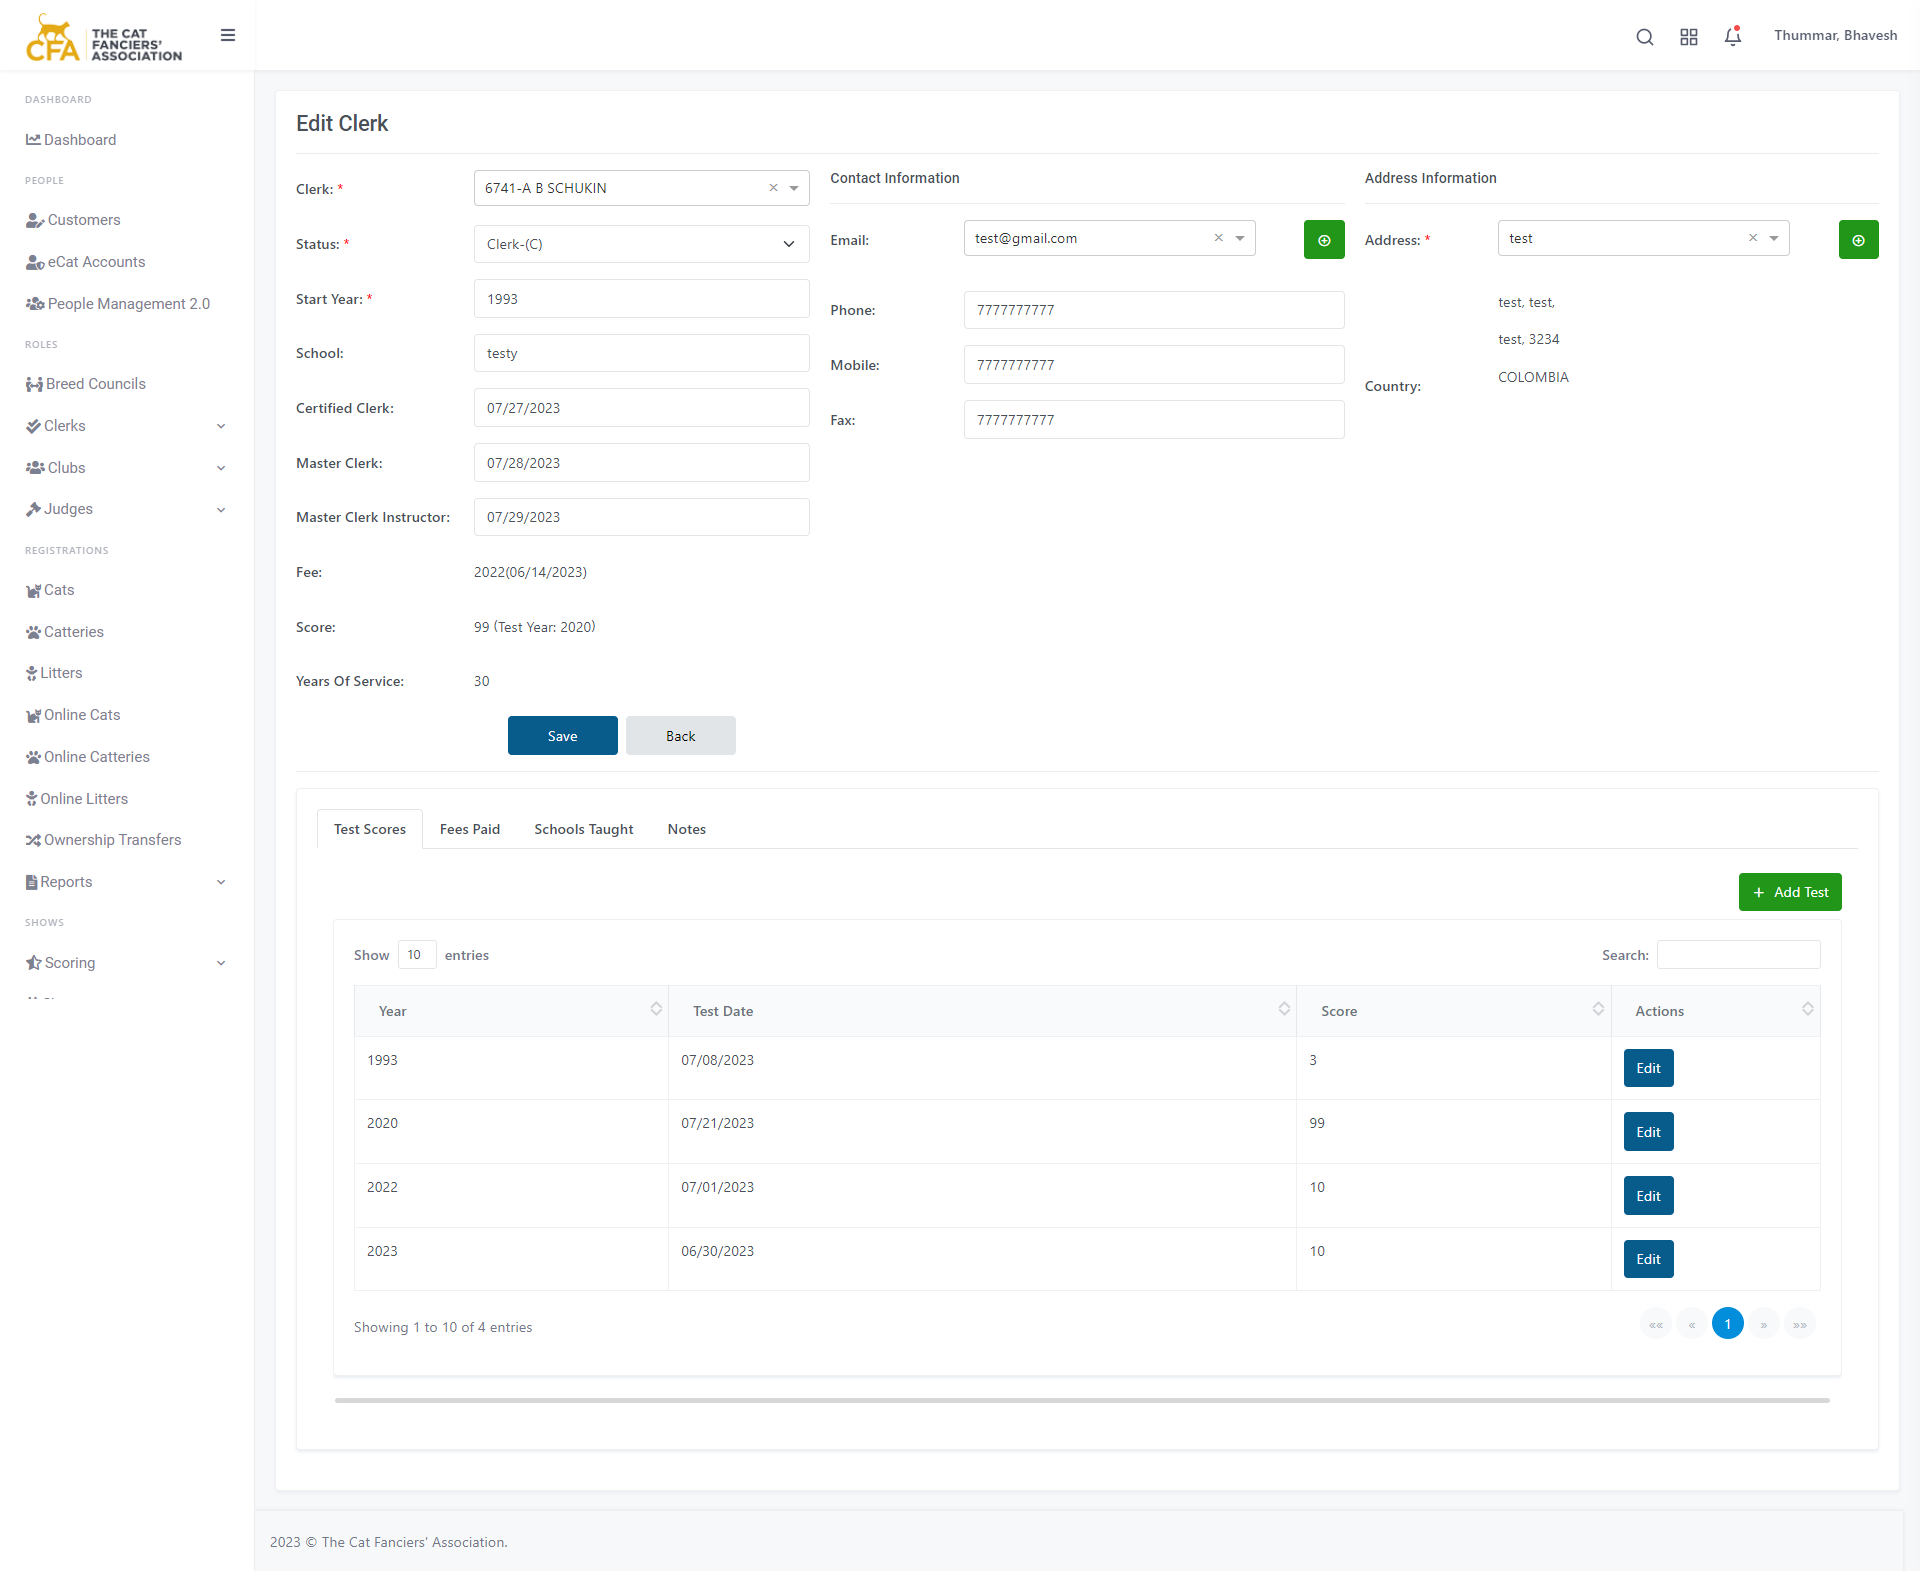 CFA THE CAT FANCIERS' ASSOCIATION
Thummar, Bhavesh
DASHBOARD
Dashboard
PEOPLE
Customers
eCat Accounts
People Management 2.0
ROLES
Breed Councils
Clerks
Clubs
Judges
REGISTRATIONS
Cats
Catteries
Litters
Online Cats
Online Catteries
Online Litters
Ownership Transfers
Reports
SHOWS
Scoring
Edit Clerk
Clerk: * 6741-A B SCHUKIN
Status: * Clerk-(C)
Start Year: * 1993
School: testy
Certified Clerk: 07/27/2023
Master Clerk: 07/28/2023
Master Clerk Instructor: 07/29/2023
Fee: 2022(06/14/2023)
Score: 99 (Test Year: 2020)
Years Of Service: 30
Save Back
Contact Information
Email: test@gmail.com
Phone: 7777777777
Mobile: 7777777777
Fax: 7777777777
Address Information
Address: * test
test, test,
test, 3234
Country: COLOMBIA
Test Scores Fees Paid Schools Taught Notes
+ Add Test
Show 10 entries Search:
Year Test Date Score Actions
1993 07/08/2023 3 Edit
2020 07/21/2023 99 Edit
2022 07/01/2023 10 Edit
2023 06/30/2023 10 Edit
Showing 1 to 10 of 4 entries «« « 1 » »»
2023 © The Cat Fanciers' Association.